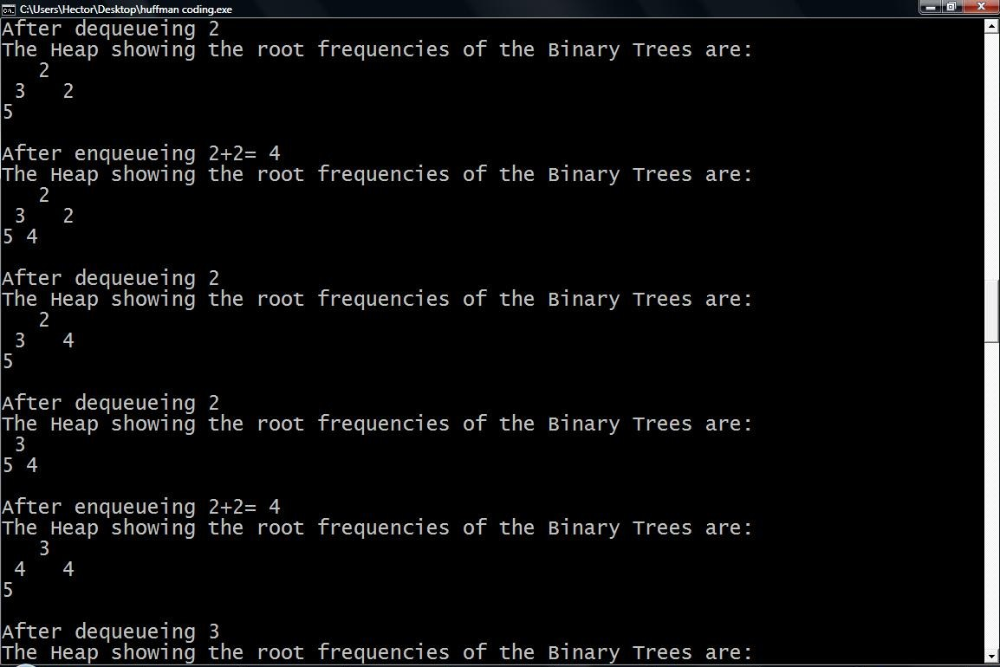 C:\Users\Hector\Desktop\huffman coding.exe
After dequeueing 2
The Heap showing the root frequencies of the Binary Trees are:
   2
 3   2
5

After enqueueing 2+2= 4
The Heap showing the root frequencies of the Binary Trees are:
   2
 3   2
5 4

After dequeueing 2
The Heap showing the root frequencies of the Binary Trees are:
   2
 3   4
5

After dequeueing 2
The Heap showing the root frequencies of the Binary Trees are:
 3
5 4

After enqueueing 2+2= 4
The Heap showing the root frequencies of the Binary Trees are:
   3
 4   4
5

After dequeueing 3
The Heap showing the root frequencies of the Binary Trees are: